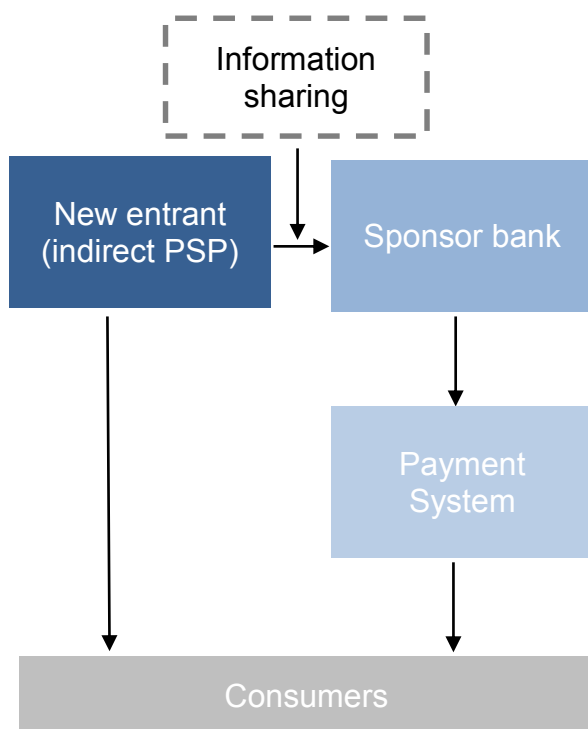 Information
sharing
New entrant
(indirect PSP)
Sponsor bank
Payment
System
Consumers